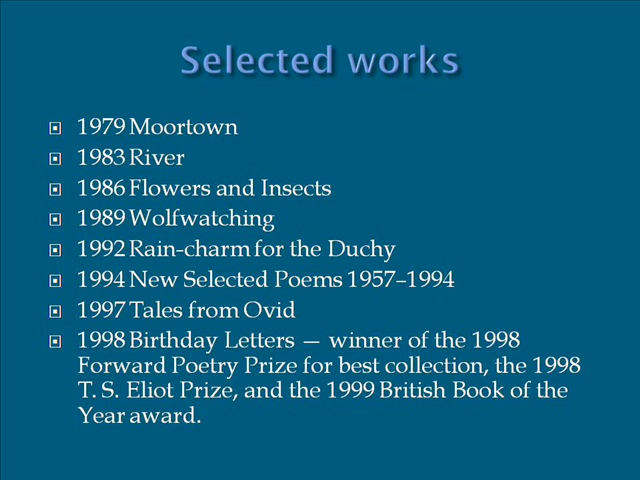 Selected works
1979 Moortown
1983 River
1986 Flowers and Insects
1989 Wolfwatching
1992 Rain-charm for the Duchy
1994 New Selected Poems 1957–1994
1997 Tales from Ovid
1998 Birthday Letters — winner of the 1998
Forward Poetry Prize for best collection, the 1998
T. S. Eliot Prize, and the 1999 British Book of the
Year award.